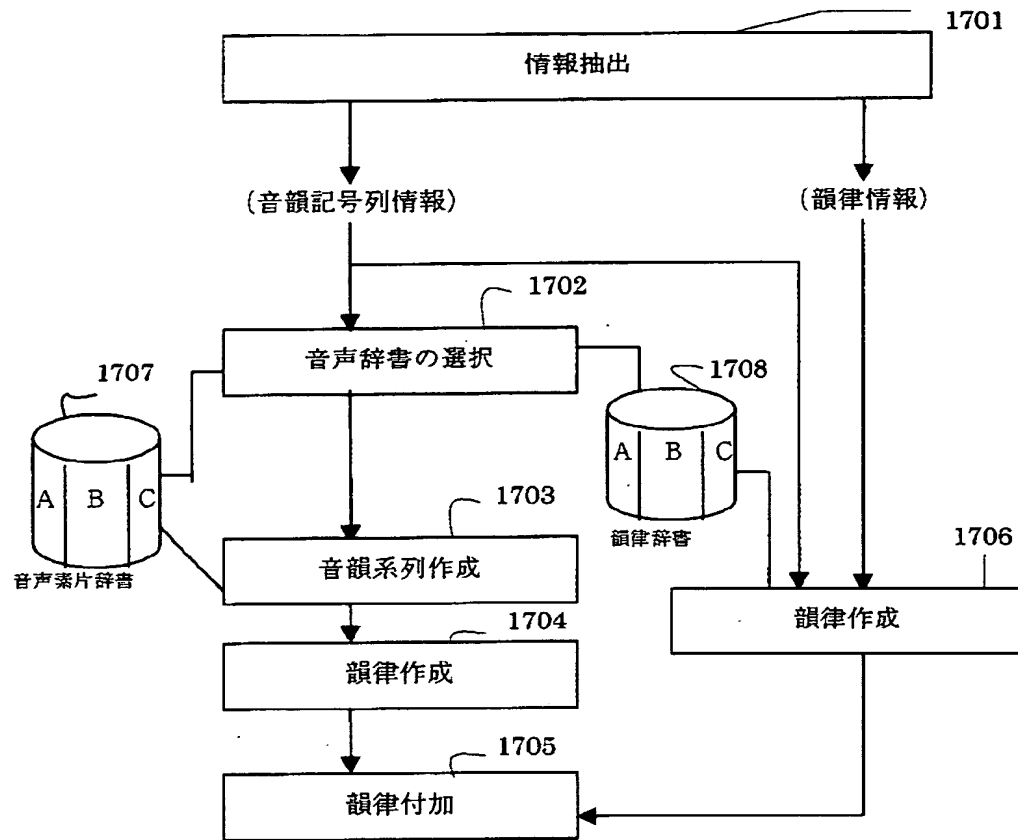 1701
情報抽出
(音韻記号列情報)
(韻律情報)
1702
音声辞書の選択
1707
A B C
音声素片辞書
1708
A B C
韻律辞書
1703
音韻系列作成
1706
韻律作成
1704
韻律作成
1705
韻律付加